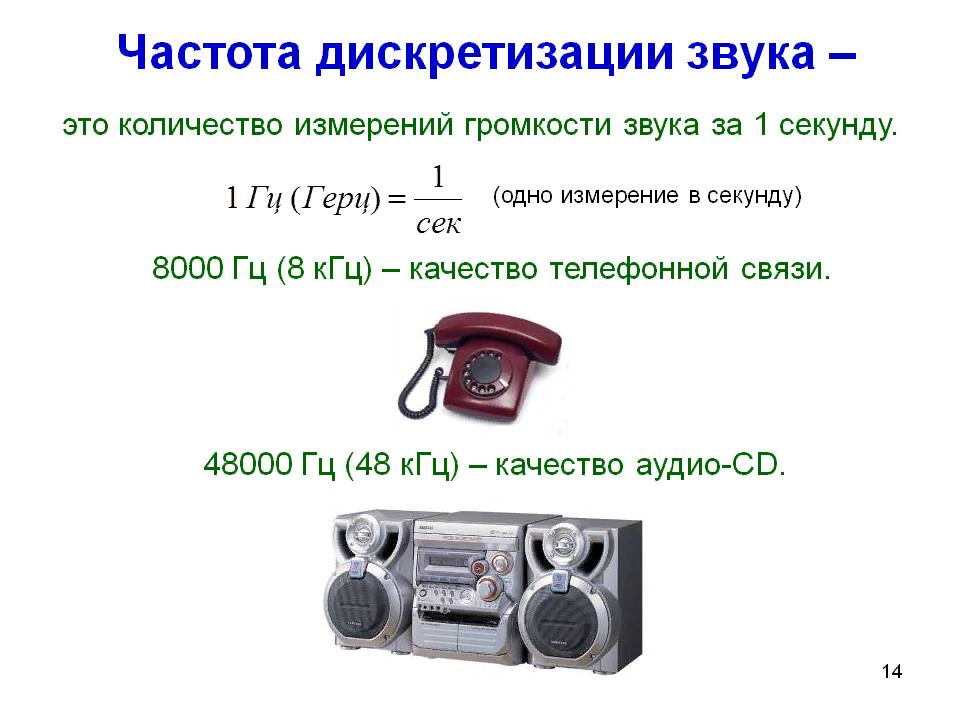 Частота дискретизации звука –
это количество измерений громкости звука за 1 секунду.
1 Гц (Герц) = 1/сек (одно измерение в секунду)
8000 Гц (8 кГц) – качество телефонной связи.
48000 Гц (48 кГц) – качество аудио-CD.
14